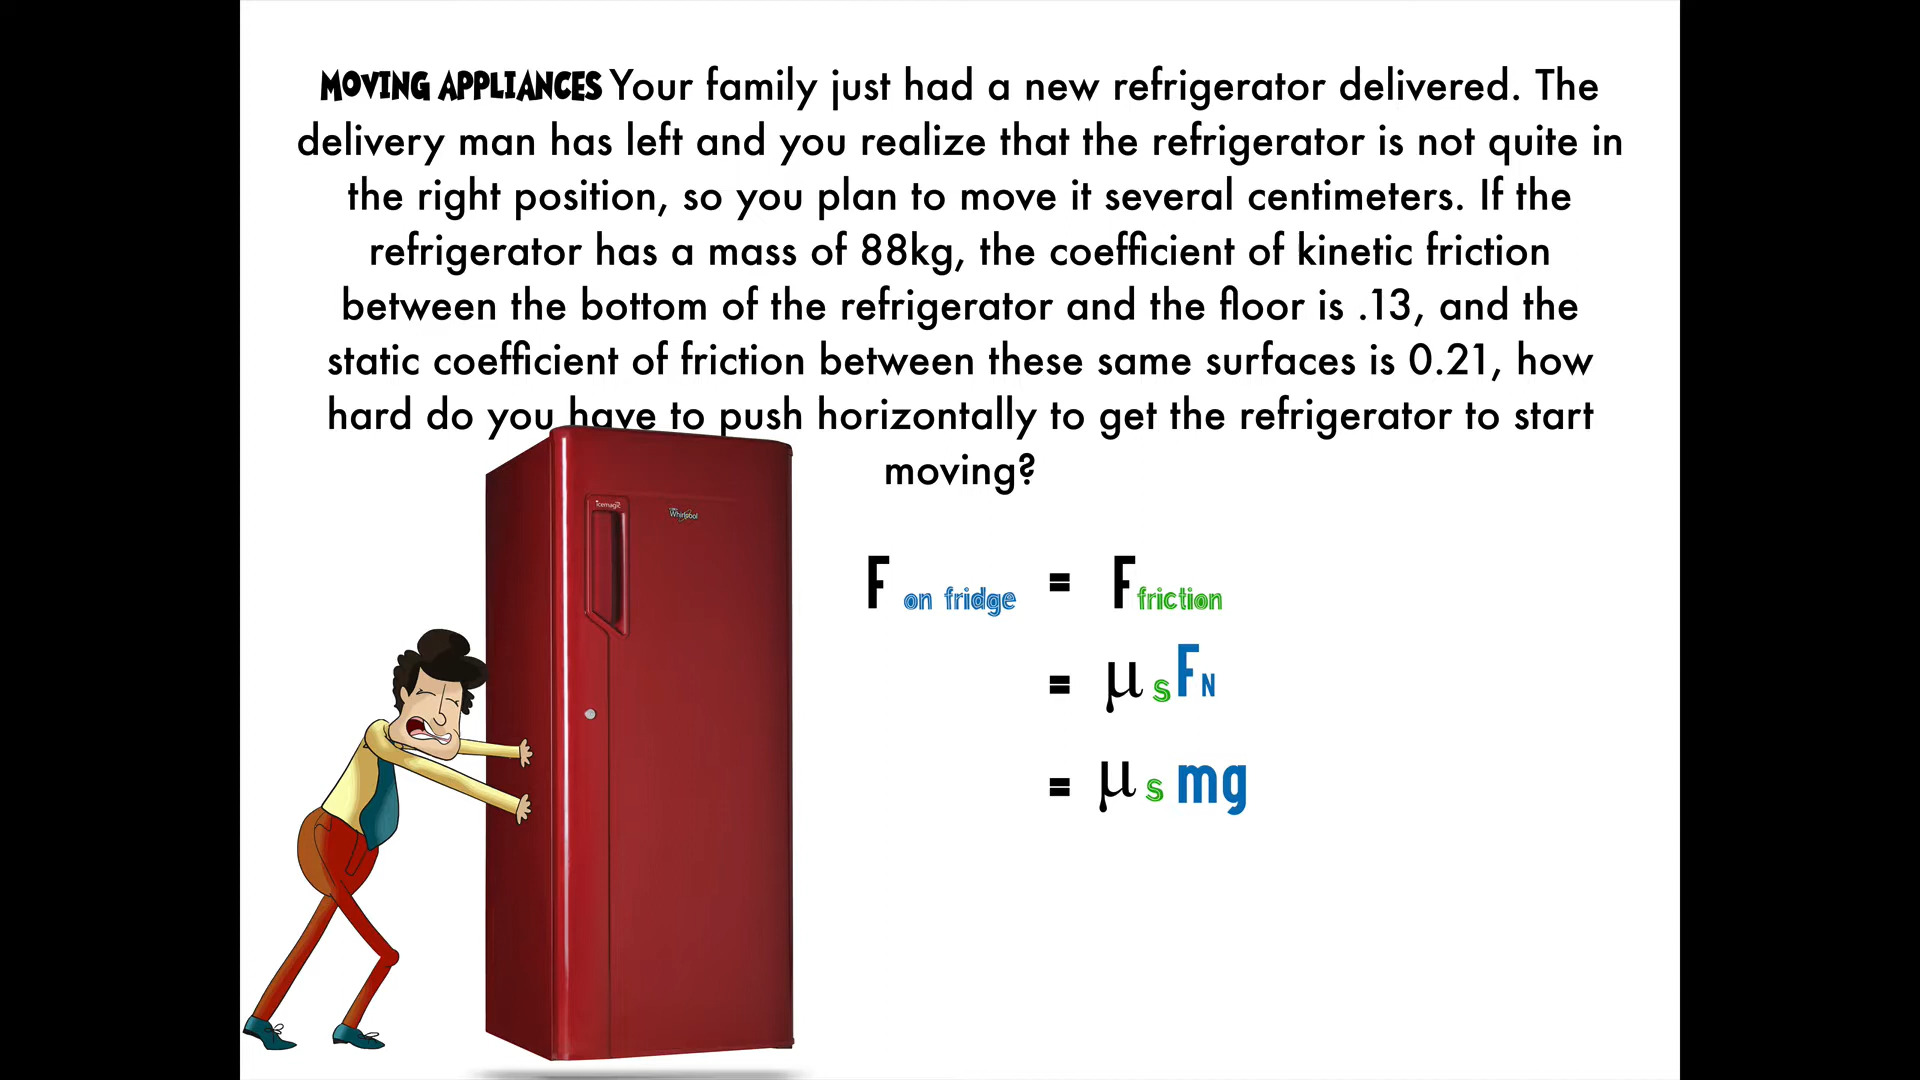 MOVING APPLIANCES Your family just had a new refrigerator delivered. The
delivery man has left and you realize that the refrigerator is not quite in
the right position, so you plan to move it several centimeters. If the
refrigerator has a mass of 88kg, the coefficient of kinetic friction
between the bottom of the refrigerator and the floor is .13, and the
static coefficient of friction between these same surfaces is 0.21, how
hard do you have to push horizontally to get the refrigerator to start
moving?
icemagic
Whirlpool
F on fridge = F friction
= μ s F N
= μ s mg